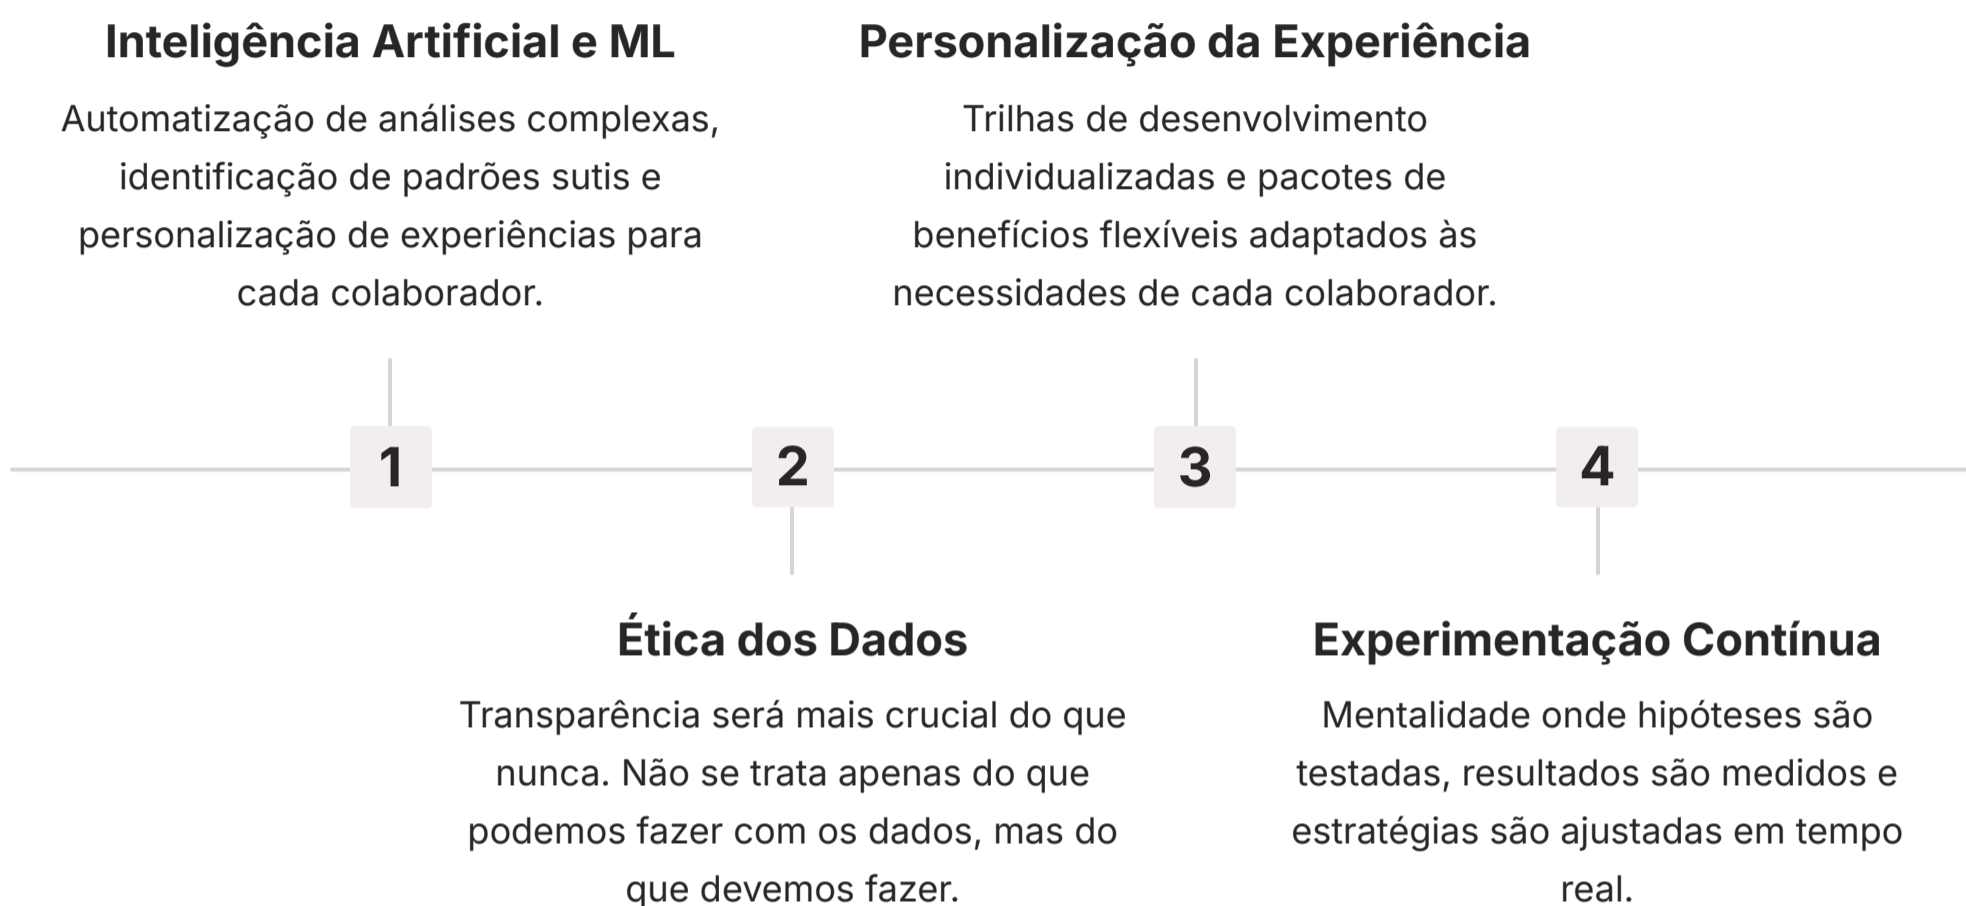 Inteligência Artificial e ML
Automatização de análises complexas,
identificação de padrões sutis e
personalização de experiências para
cada colaborador.
Personalização da Experiência
Trilhas de desenvolvimento
individualizadas e pacotes de
benefícios flexíveis adaptados às
necessidades de cada colaborador.
1
2
3
4
Ética dos Dados
Transparência será mais crucial do que
nunca. Não se trata apenas do que
podemos fazer com os dados, mas do
que devemos fazer.
Experimentação Contínua
Mentalidade onde hipóteses são
testadas, resultados são medidos e
estratégias são ajustadas em tempo
real.